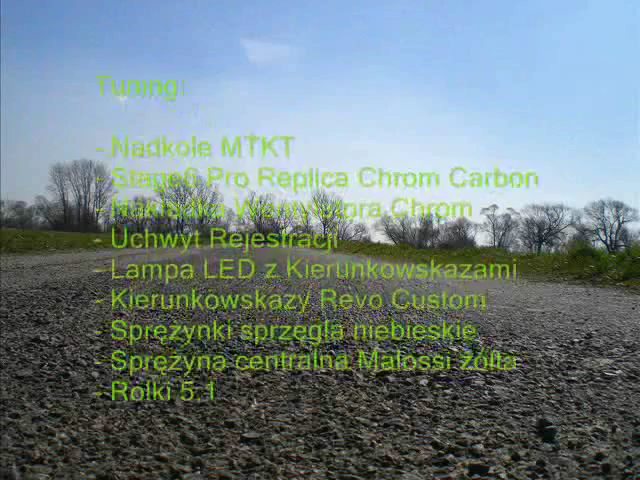 Tuning:
- Nadkole MTKT
- Stage6 Pro Replica Chrom Carbon
- Nakładka Chrom
- Uchwyt Rejestracji
- Lampa LED z Kierunkowskazami
- Kierunkowskazy Revo Custom
- Sprężynki sprzęgła niebieskie
- Sprężyna centralna Malossi żółta
- Rolki 5.1